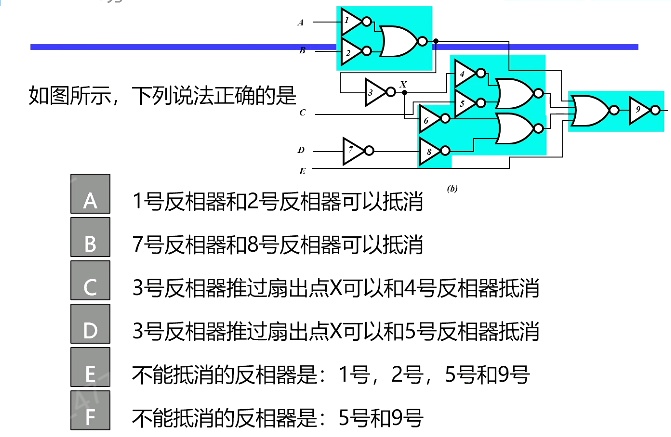 A
1
B
2
3
X
4
如图所示，下列说法正确的是
C
5
6
9
D
7
8
E
(b)
A 1号反相器和2号反相器可以抵消
B 7号反相器和8号反相器可以抵消
C 3号反相器推过扇出点X可以和4号反相器抵消
D 3号反相器推过扇出点X可以和5号反相器抵消
E 不能抵消的反相器是：1号，2号，5号和9号
F 不能抵消的反相器是：5号和9号